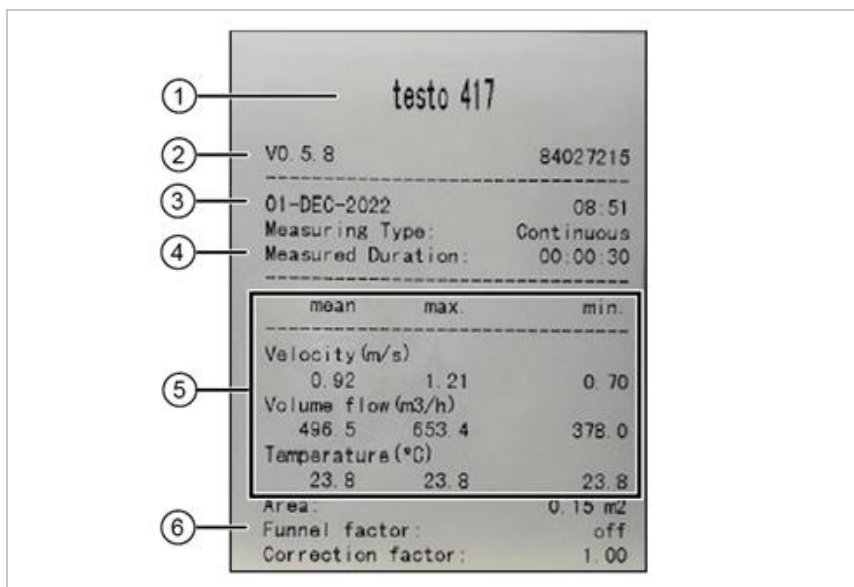 ① testo 417
② V0.5.8 84027215
③ 01-DEC-2022 08:51
Measuring Type: Continuous
④ Measured Duration: 00:00:30
mean max. min.
Velocity(m/s)
0.92 1.21 0.70
⑤
Volume flow(m3/h)
496.5 653.4 378.0
Temperature(°C)
23.8 23.8 23.8
Area: 0.15 m2
⑥ Funnel factor: off
Correction factor: 1.00